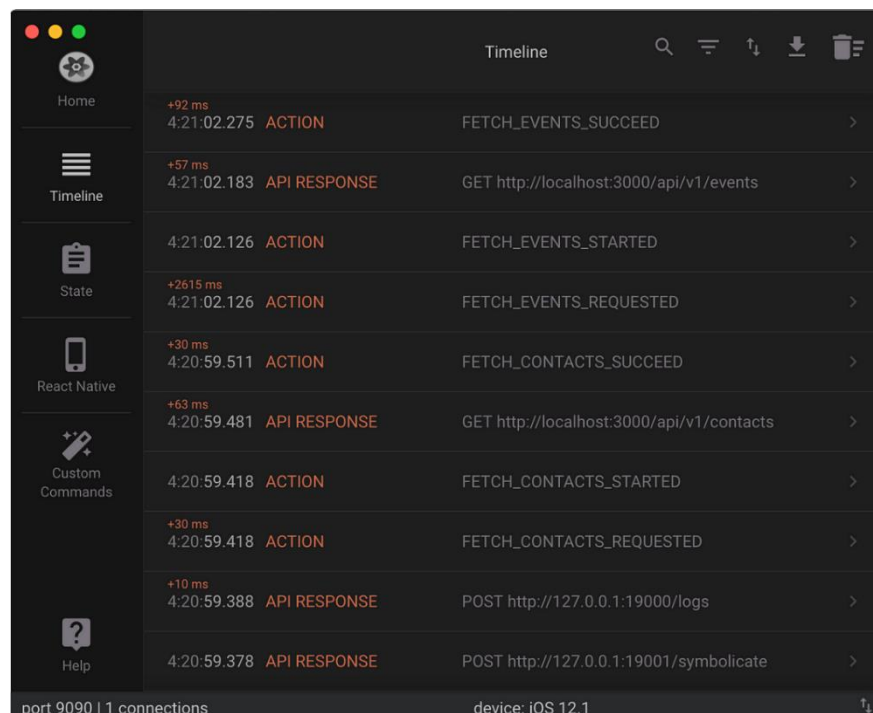 Timeline
Home
Timeline
State
React Native
Custom
Commands
Help
+92 ms
4:21:02.275 ACTION FETCH_EVENTS_SUCCEED
+57 ms
4:21:02.183 API RESPONSE GET http://localhost:3000/api/v1/events
4:21:02.126 ACTION FETCH_EVENTS_STARTED
+2615 ms
4:21:02.126 ACTION FETCH_EVENTS_REQUESTED
+30 ms
4:20:59.511 ACTION FETCH_CONTACTS_SUCCEED
+63 ms
4:20:59.481 API RESPONSE GET http://localhost:3000/api/v1/contacts
4:20:59.418 ACTION FETCH_CONTACTS_STARTED
+30 ms
4:20:59.418 ACTION FETCH_CONTACTS_REQUESTED
+10 ms
4:20:59.388 API RESPONSE POST http://127.0.0.1:19000/logs
4:20:59.378 API RESPONSE POST http://127.0.0.1:19001/symbolicate
port 9090 | 1 connections device: iOS 12.1